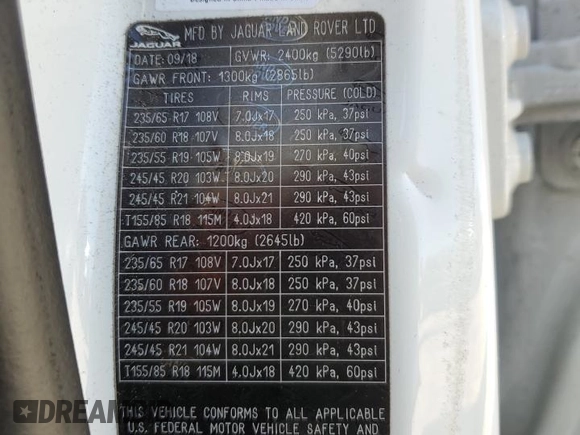 JAGUAR
MFD BY JAGUAR LAND ROVER LTD
DATE: 09/18 GVWR: 2400kg (5290lb)
GAWR FRONT: 1300kg (2865lb)
TIRES RIMS PRESSURE (COLD)
235/65 R17 108V 7.0Jx17 250 kPa, 37psi
235/60 R18 107V 8.0Jx18 250 kPa, 37psi
235/55 R19 105W 8.0Jx19 270 kPa, 40psi
245/45 R20 103W 8.0Jx20 290 kPa, 43psi
245/45 R21 104W 8.0Jx21 290 kPa, 43psi
T155/85 R18 115M 4.0Jx18 420 kPa, 60psi
GAWR REAR: 1200kg (2645lb)
235/65 R17 108V 7.0Jx17 250 kPa, 37psi
235/60 R18 107V 8.0Jx18 250 kPa, 37psi
235/55 R19 105W 8.0Jx19 270 kPa, 40psi
245/45 R20 103W 8.0Jx20 290 kPa, 43psi
245/45 R21 104W 8.0Jx21 290 kPa, 43psi
T155/85 R18 115M 4.0Jx18 420 kPa, 60psi
THIS VEHICLE CONFORMS TO ALL APPLICABLE
U.S. FEDERAL MOTOR VEHICLE SAFETY AND